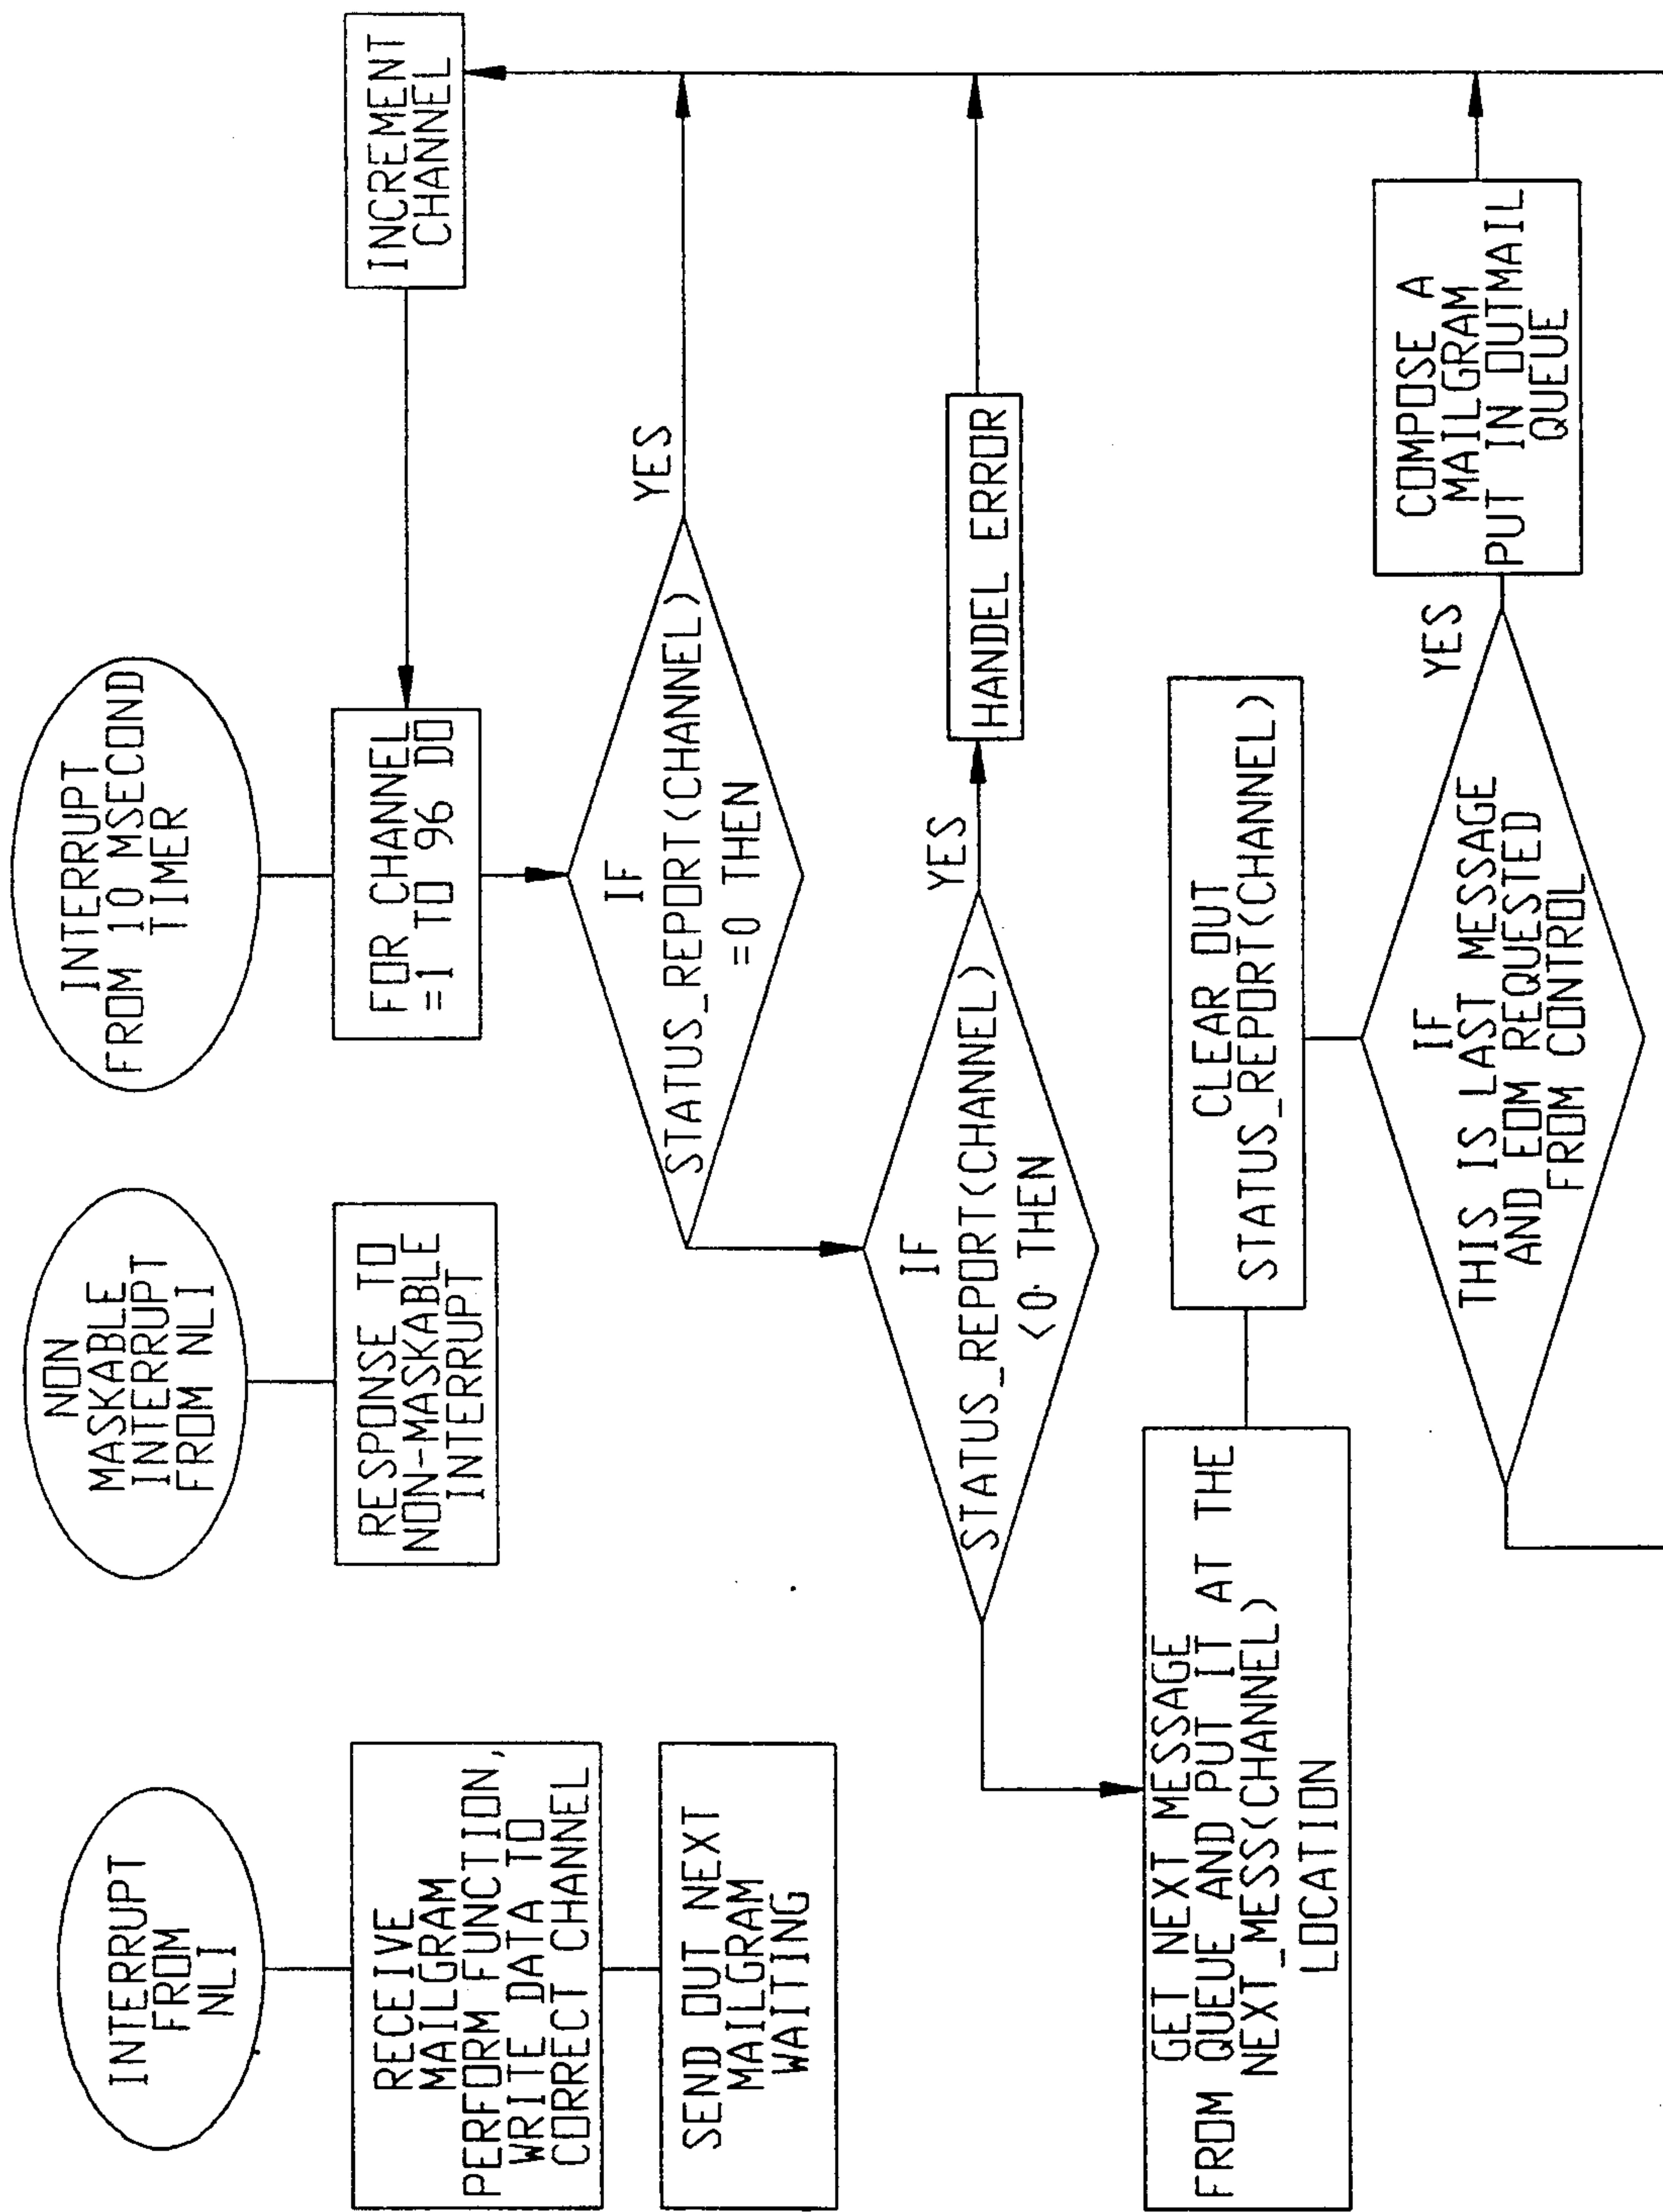 INTERRUPT
FROM
NLI
RECEIVE
MAILGRAM
PERFORM FUNCTION,
WRITE DATA TO
CORRECT CHANNEL
SEND OUT NEXT
MAILGRAM
WAITING
NON
MASKABLE
INTERRUPT
FROM NLI
RESPONSE TO
NON-MASKABLE
INTERRUPT
INTERRUPT
FROM 10 MSECOND
TIMER
FOR CHANNEL
=1 TO 96 DO
INCREMENT
CHANNEL
IF
STATUS_REPORT(CHANNEL)
=0 THEN
YES
IF
STATUS_REPORT(CHANNEL)
<0 THEN
YES
HANDEL ERROR
GET NEXT MESSAGE
FROM QUEUE AND PUT IT AT THE
NEXT_MESS(CHANNEL)
LOCATION
CLEAR OUT
STATUS_REPORT(CHANNEL)
IF
THIS IS LAST MESSAGE
AND EOM REQUESTED
FROM CONTROL
YES
COMPOSE A
MAILGRAM
PUT IN OUTMAIL
QUEUE